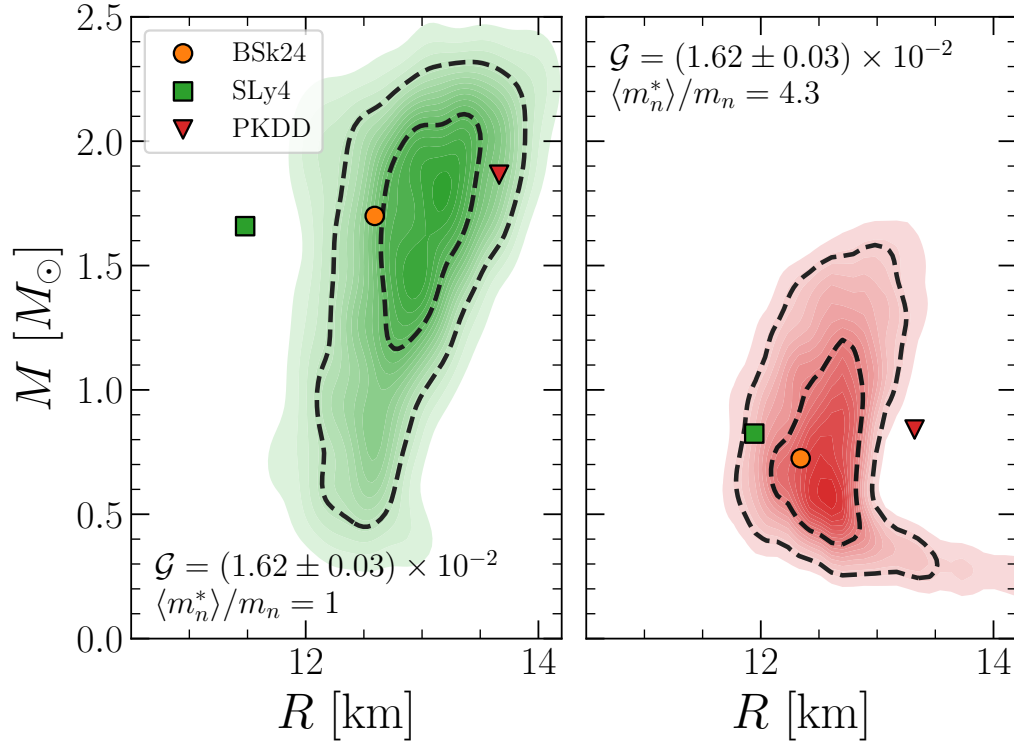 2.5
2.0
1.5
1.0
0.5
0.0
M [M⊙]
BSk24
SLy4
PKDD
𝒢 = (1.62 ± 0.03) × 10⁻²
⟨m*ₙ⟩/mₙ = 1
12
14
R [km]
𝒢 = (1.62 ± 0.03) × 10⁻²
⟨m*ₙ⟩/mₙ = 4.3
12
14
R [km]